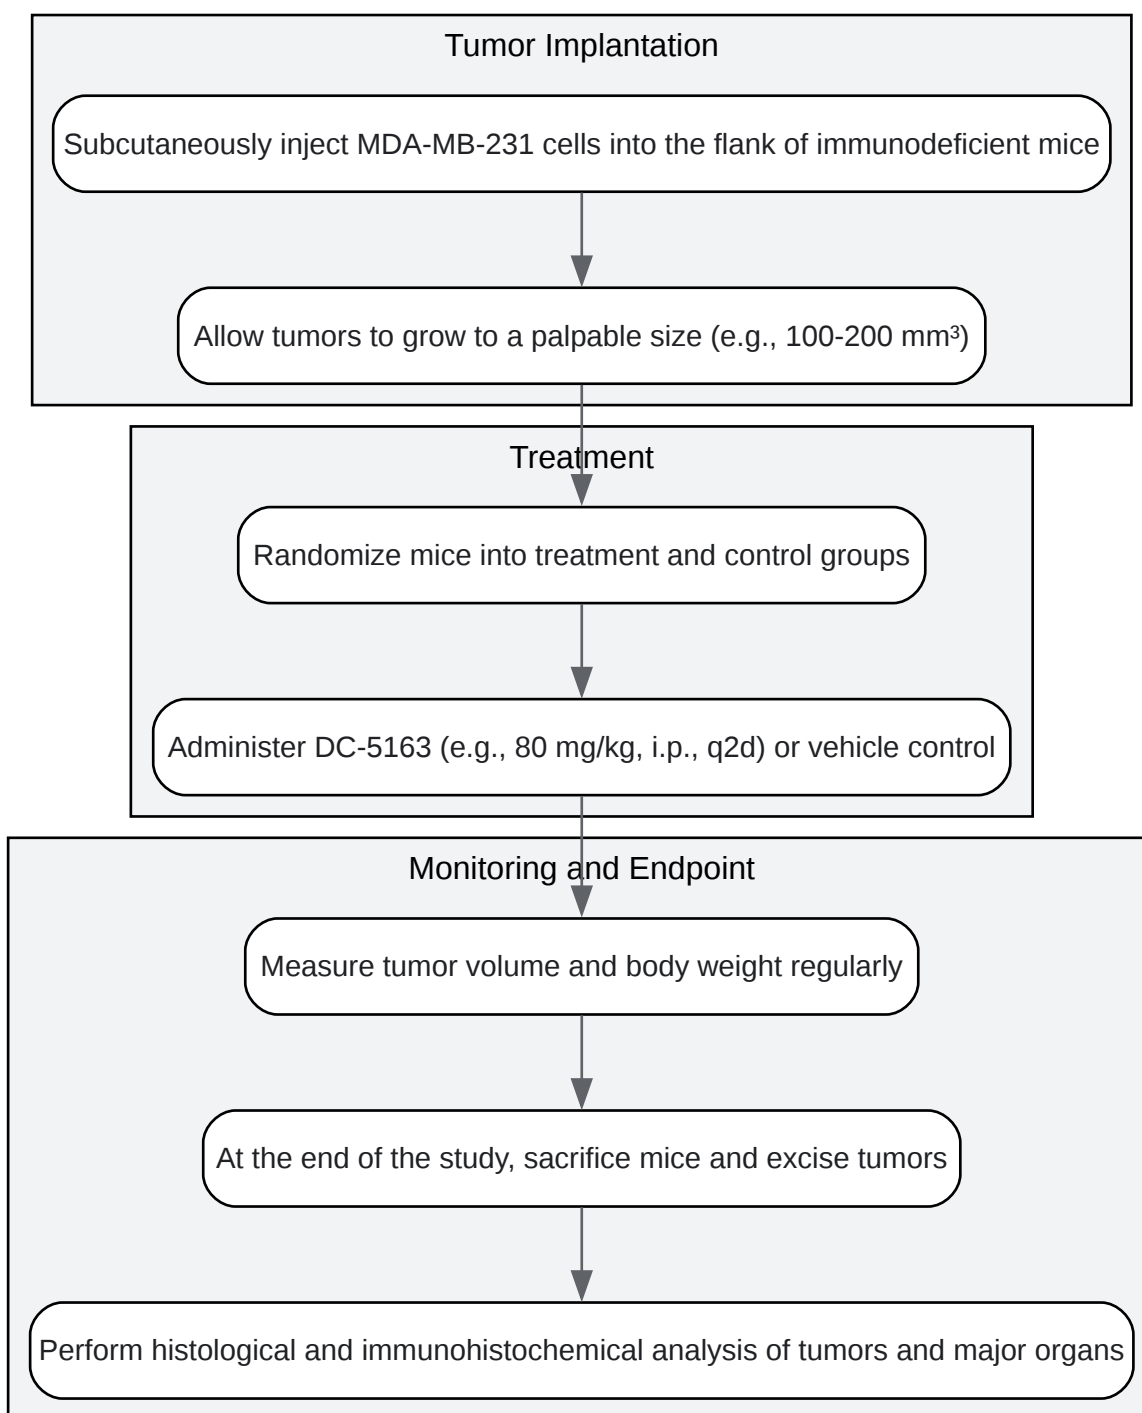 Tumor Implantation
Subcutaneously inject MDA-MB-231 cells into the flank of immunodeficient mice
Allow tumors to grow to a palpable size (e.g., 100-200 mm³)
Treatment
Randomize mice into treatment and control groups
Administer DC-5163 (e.g., 80 mg/kg, i.p., q2d) or vehicle control
Monitoring and Endpoint
Measure tumor volume and body weight regularly
At the end of the study, sacrifice mice and excise tumors
Perform histological and immunohistochemical analysis of tumors and major organs